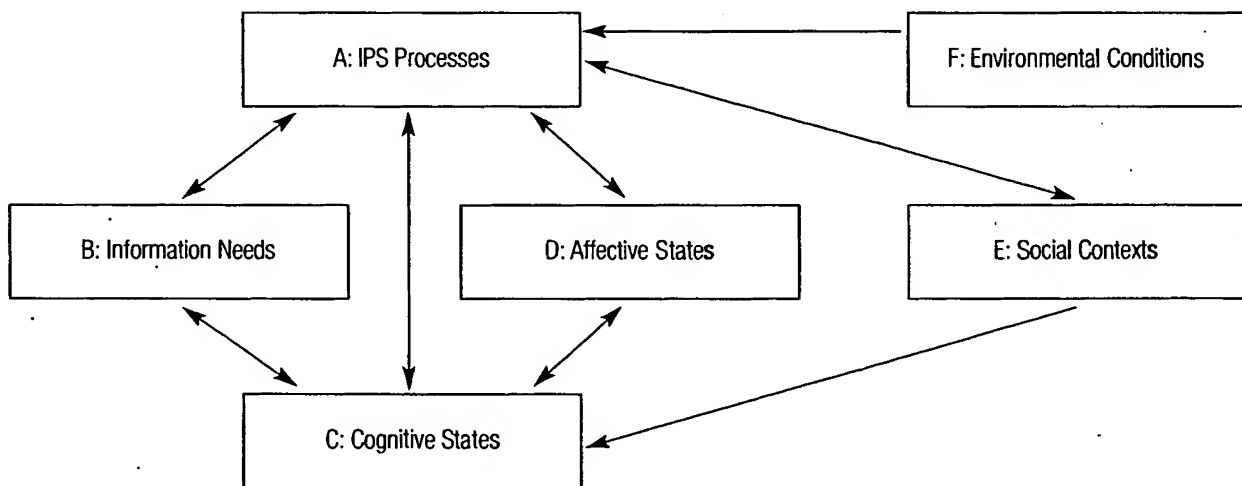 A: IPS Processes
F: Environmental Conditions
B: Information Needs
D: Affective States
E: Social Contexts
C: Cognitive States